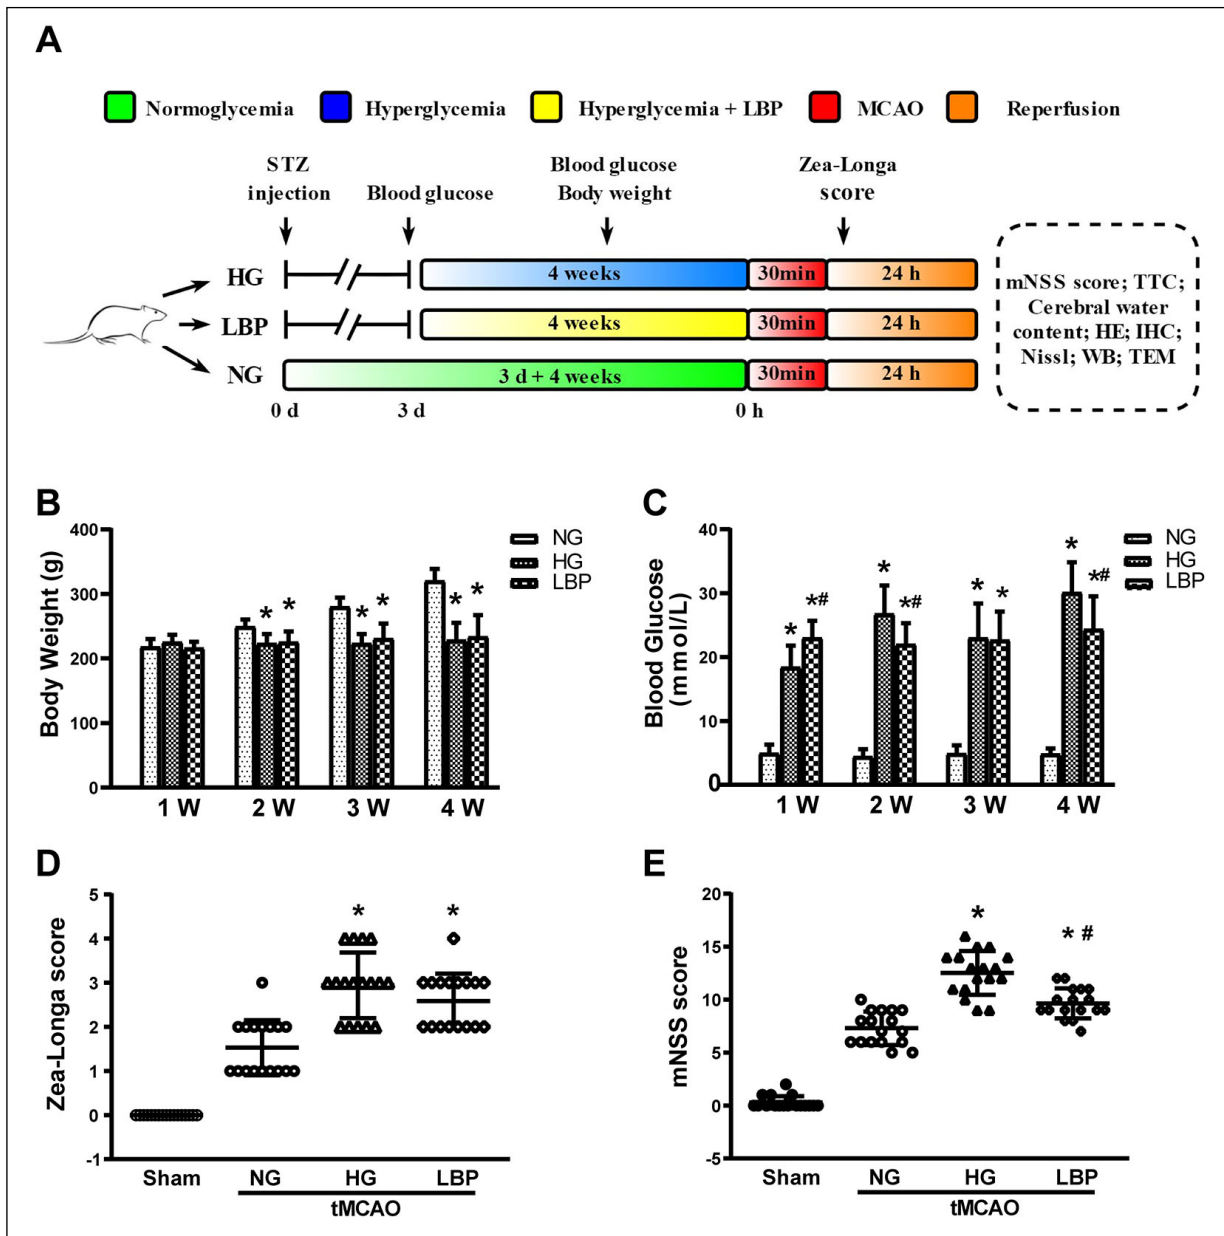 A
Normoglycemia
Hyperglycemia
Hyperglycemia + LBP
MCAO
Reperfusion
STZ
injection
Blood glucose
Blood glucose
Body weight
Zea-Longa
score
HG
4 weeks
30min
24 h
LBP
4 weeks
30min
24 h
NG
3 d + 4 weeks
30min
24 h
0 d
3 d
0 h
mNSS score; TTC;
Cerebral water
content; HE; IHC;
Nissl; WB; TEM
B
Body Weight (g)
400
300
200
100
0
* *
* *
* *
1 W
2 W
3 W
4 W
NG
HG
LBP
C
Blood Glucose
(mmol/L)
40
30
20
10
0
* *#
* *#
* *
* *#
1 W
2 W
3 W
4 W
NG
HG
LBP
D
Zea-Longa score
5
4
3
2
1
0
-1
*
*
Sham
NG
HG
LBP
tMCAO
E
mNSS score
20
15
10
5
0
-5
*
* #
Sham
NG
HG
LBP
tMCAO